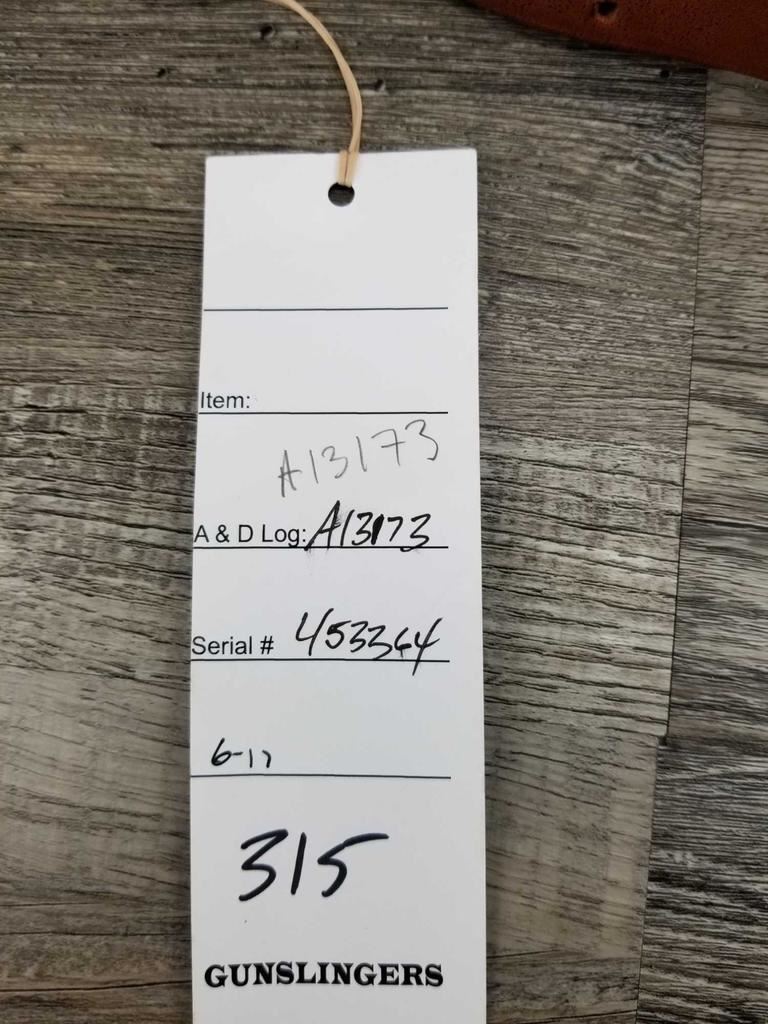 Item:
A13173
A & D Log: A13173
Serial # 453364
6-17
315
GUNSLINGERS